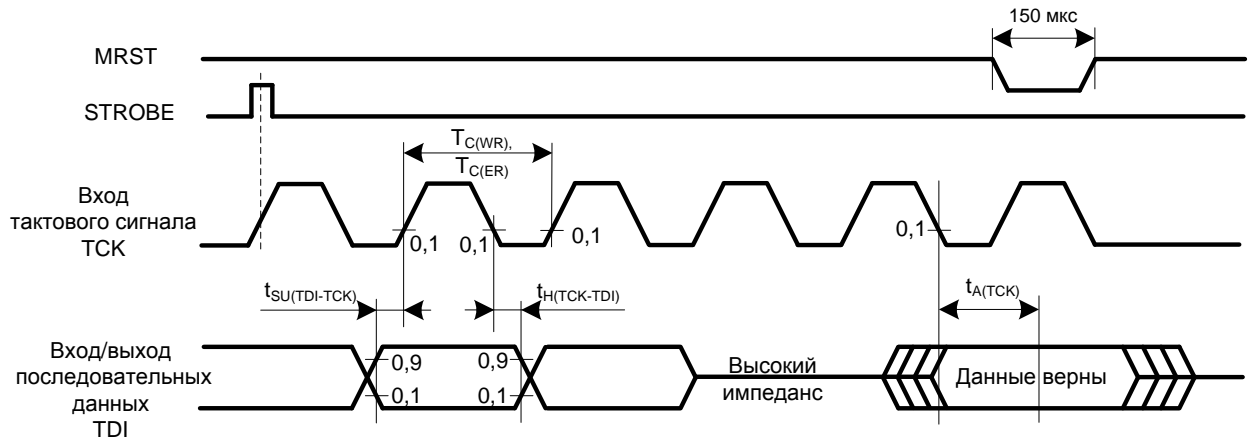 150 мкс
MRST
STROBE
T_C(WR),
T_C(ER)
Вход
тактового сигнала
TCK
0,1
0,1
0,1
0,1
t_SU(TDI-TCK)
t_H(TCK-TDI)
t_A(TCK)
Вход/выход
последовательных
данных
TDI
0,9
0,9
0,1
0,1
Высокий
импеданс
Данные верны